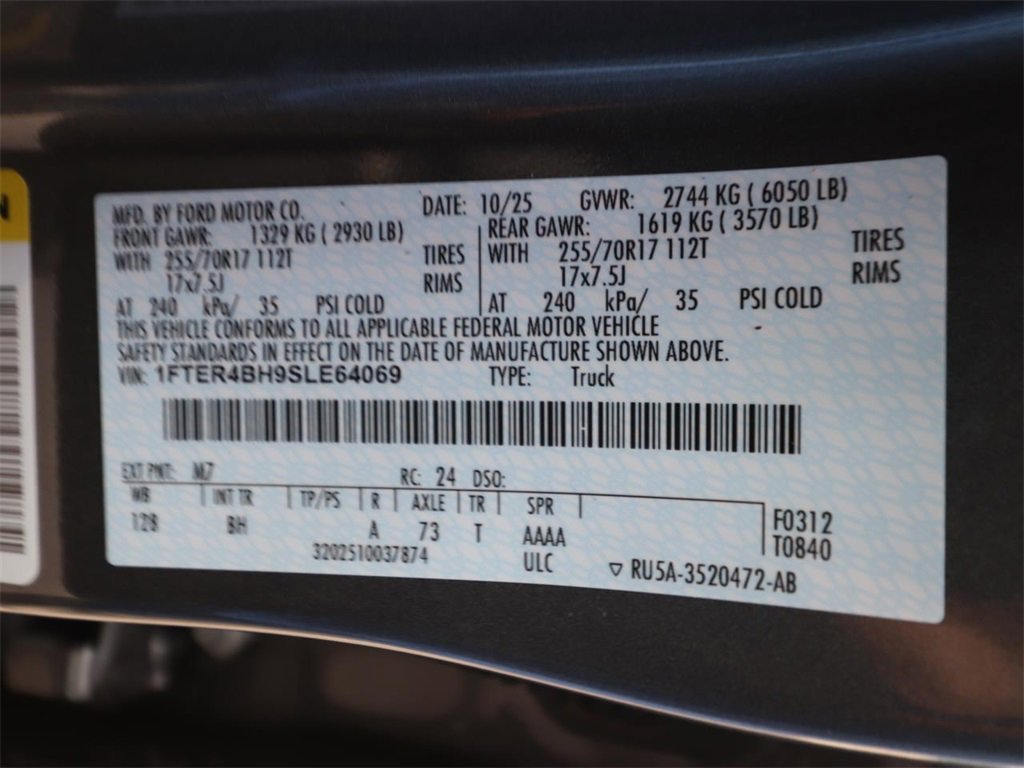 N
MFD. BY FORD MOTOR CO. DATE: 10/25 GVWR: 2744 KG ( 6050 LB)
FRONT GAWR: 1329 KG ( 2930 LB) REAR GAWR: 1619 KG ( 3570 LB)
WITH 255/70R17 112T TIRES WITH 255/70R17 112T TIRES
17x7.5J RIMS 17x7.5J RIMS
AT 240 kPa/ 35 PSI COLD AT 240 kPa/ 35 PSI COLD
THIS VEHICLE CONFORMS TO ALL APPLICABLE FEDERAL MOTOR VEHICLE
SAFETY STANDARDS IN EFFECT ON THE DATE OF MANUFACTURE SHOWN ABOVE.
VIN: 1FTER4BH9SLE64069 TYPE: Truck
EXT PNT: M7 RC: 24 DSO:
WB INT TR TP/PS R AXLE TR SPR F0312
128 BH A 73 T AAAA T0840
3202510037874 ULC ▽ RU5A-3520472-AB